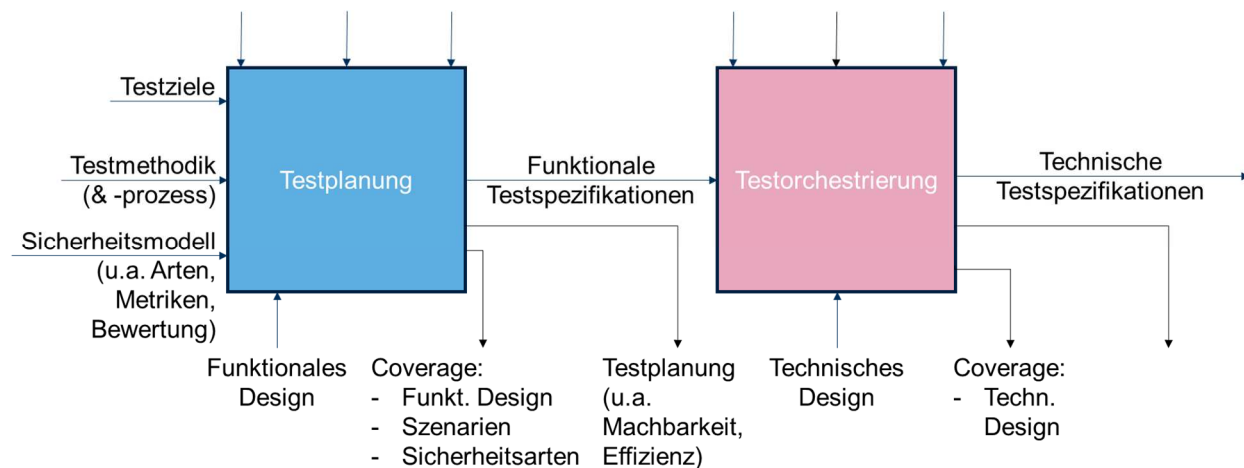 Testziele
Testmethodik
(& -prozess)
Sicherheitsmodell
(u.a. Arten,
Metriken,
Bewertung)
Testplanung
Funktionale
Testspezifikationen
Testorchestrierung
Technische
Testspezifikationen
Funktionales
Design
Coverage:
- Funkt. Design
- Szenarien
- Sicherheitsarten
Testplanung
(u.a.
Machbarkeit,
Effizienz)
Technisches
Design
Coverage:
- Techn.
Design